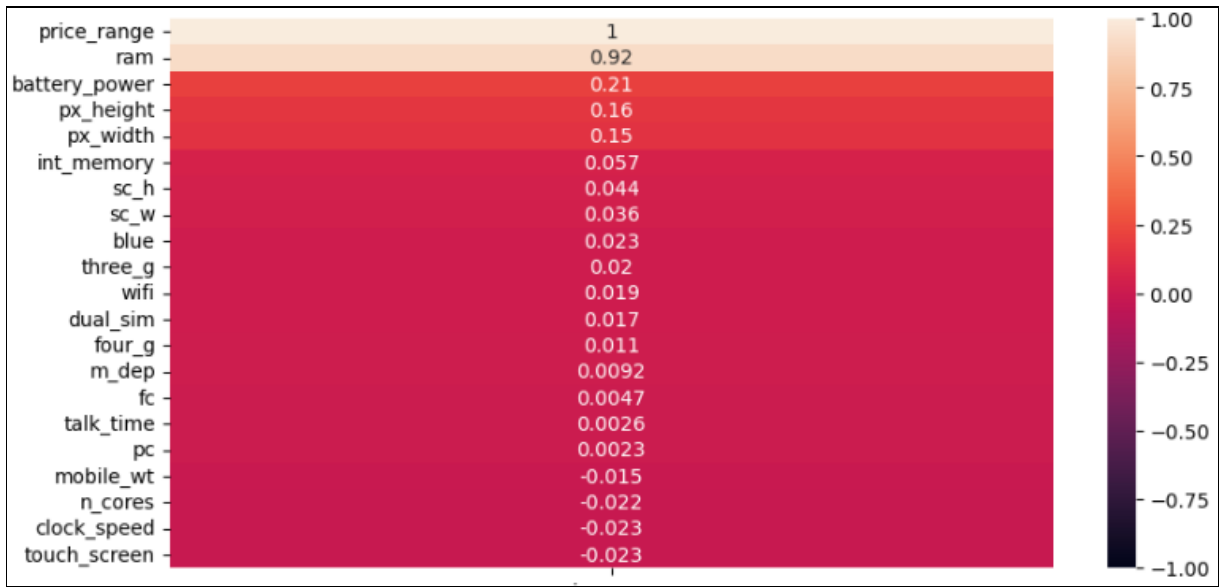 price_range 1
ram 0.92
battery_power 0.21
px_height 0.16
px_width 0.15
int_memory 0.057
sc_h 0.044
sc_w 0.036
blue 0.023
three_g 0.02
wifi 0.019
dual_sim 0.017
four_g 0.011
m_dep 0.0092
fc 0.0047
talk_time 0.0026
pc 0.0023
mobile_wt -0.015
n_cores -0.022
clock_speed -0.023
touch_screen -0.023
1.00
0.75
0.50
0.25
0.00
−0.25
−0.50
−0.75
−1.00